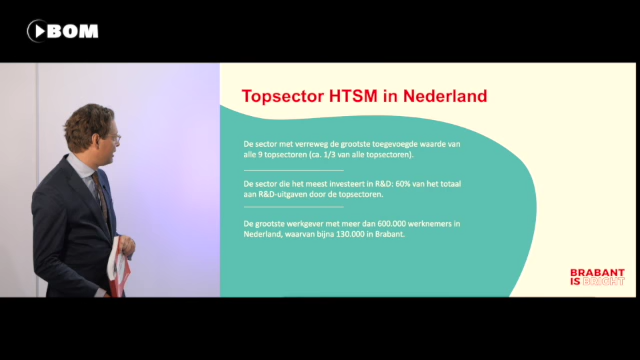 BOM
Topsector HTSM in Nederland
De sector met verreweg de grootste toegevoegde waarde van
alle 9 topsectoren (ca. 1/3 van alle topsectoren).
De sector die het meest investeert in R&D: 60% van het totaal
aan R&D-uitgaven door de topsectoren.
De grootste werkgever met meer dan 600.000 werknemers in
Nederland, waarvan bijna 130.000 in Brabant.
BRABANT
IS BRIGHT